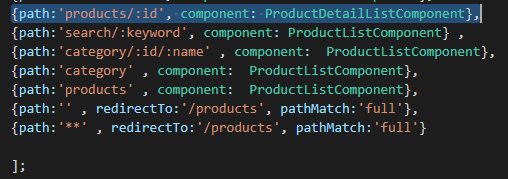 {path:'products/:id', component: ProductDetailListComponent},
{path:'search/:keyword', component: ProductListComponent} ,
{path:'category/:id/:name' , component:  ProductListComponent},
{path:'category' , component:  ProductListComponent},
{path:'products' , component:  ProductListComponent},
{path:'' , redirectTo:'/products', pathMatch:'full'},
{path:'**' , redirectTo:'/products', pathMatch:'full'}
];